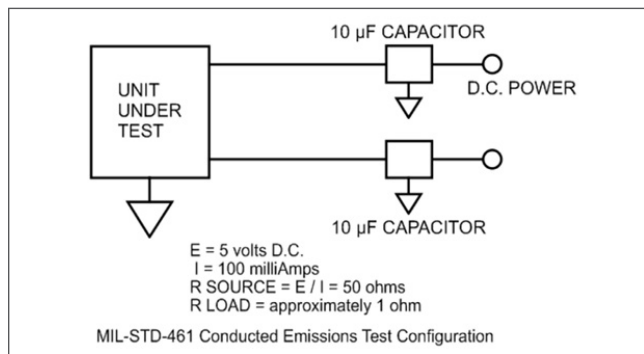 10 µF CAPACITOR
UNIT
UNDER
TEST
D.C. POWER
10 µF CAPACITOR
E = 5 volts D.C.
I = 100 milliAmps
R SOURCE = E / I = 50 ohms
R LOAD = approximately 1 ohm
MIL-STD-461 Conducted Emissions Test Configuration